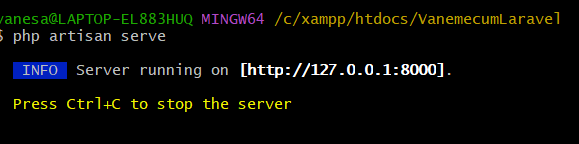 vanesa@LAPTOP-EL883HUQ MINGW64 /c/xampp/htdocs/VanemecumLaravel
$ php artisan serve
INFO Server running on [http://127.0.0.1:8000].
Press Ctrl+C to stop the server